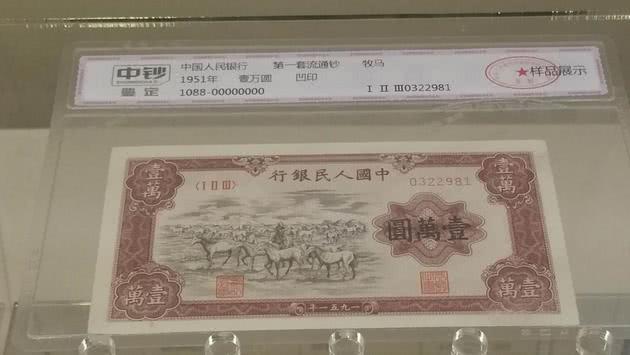 中钞
鉴定
中国人民银行 第一套流通钞 牧马
1951年 壹万圆 凹印
1088-00000000 Ⅰ Ⅱ Ⅲ0322981
★样品展示
行銀民人國中
〈Ⅰ Ⅱ Ⅲ〉
0322981
壹萬
壹萬
圓萬壹
萬壹
萬壹
年一五九一